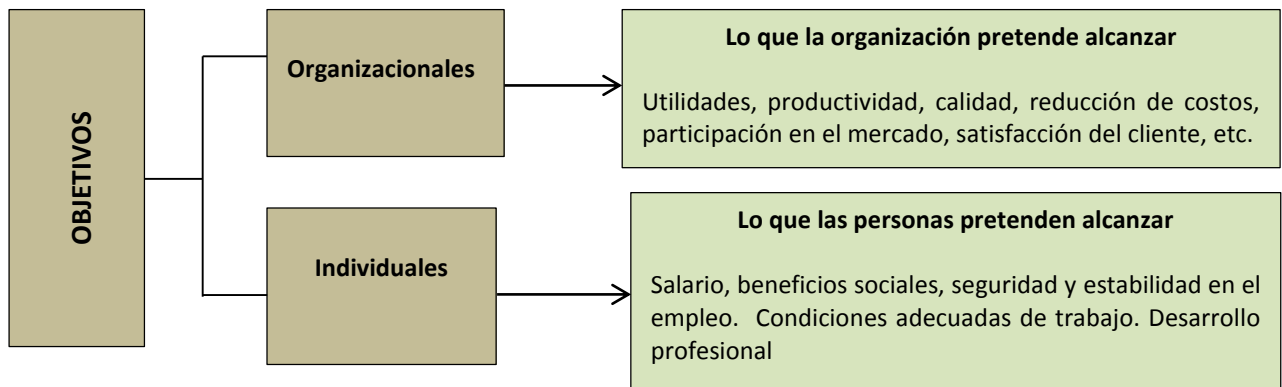 OBJETIVOS
Organizacionales
Lo que la organización pretende alcanzar
Utilidades, productividad, calidad, reducción de costos,
participación en el mercado, satisfacción del cliente, etc.
Individuales
Lo que las personas pretenden alcanzar
Salario, beneficios sociales, seguridad y estabilidad en el
empleo. Condiciones adecuadas de trabajo. Desarrollo
profesional